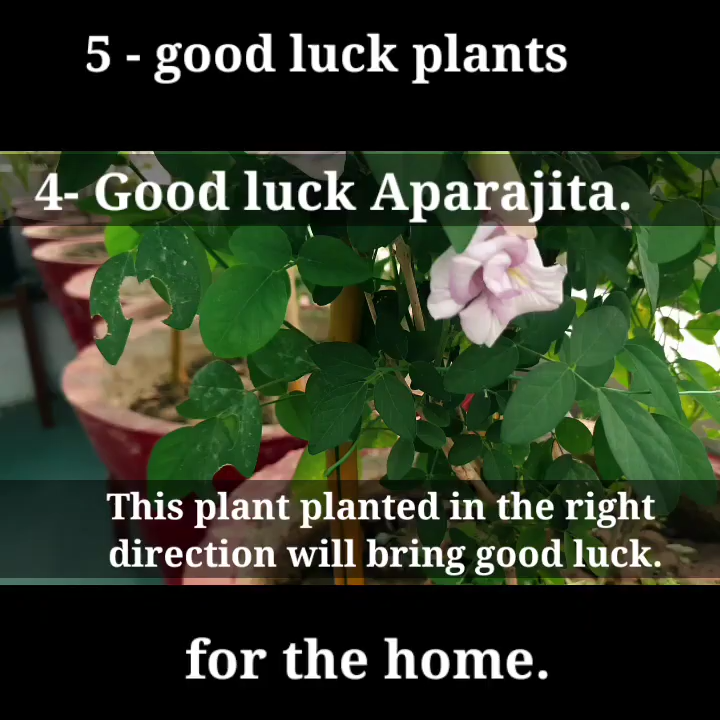 5 - good luck plants
4- Good luck Aparajita.
This plant planted in the right
direction will bring good luck.
for the home.